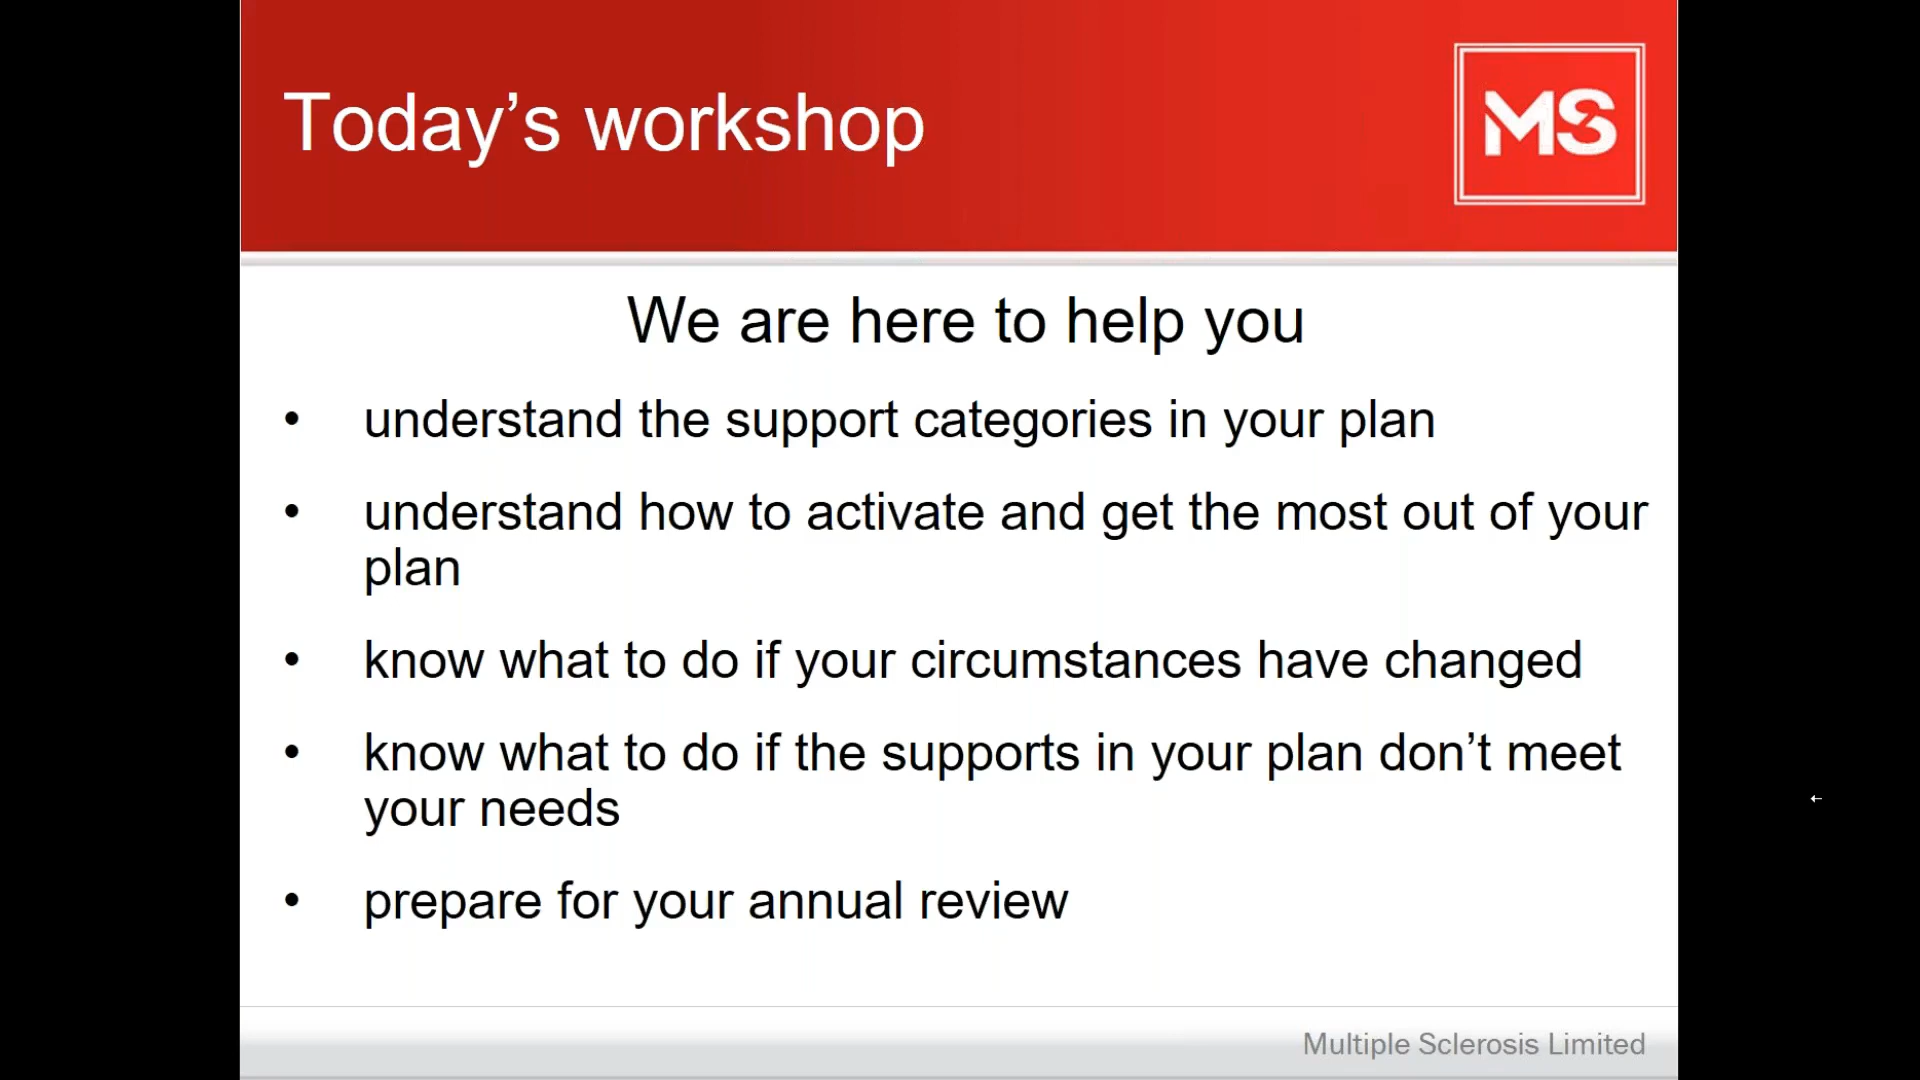 Today’s workshop
MS
We are here to help you
• understand the support categories in your plan
• understand how to activate and get the most out of your
plan
• know what to do if your circumstances have changed
• know what to do if the supports in your plan don’t meet
your needs
• prepare for your annual review
Multiple Sclerosis Limited